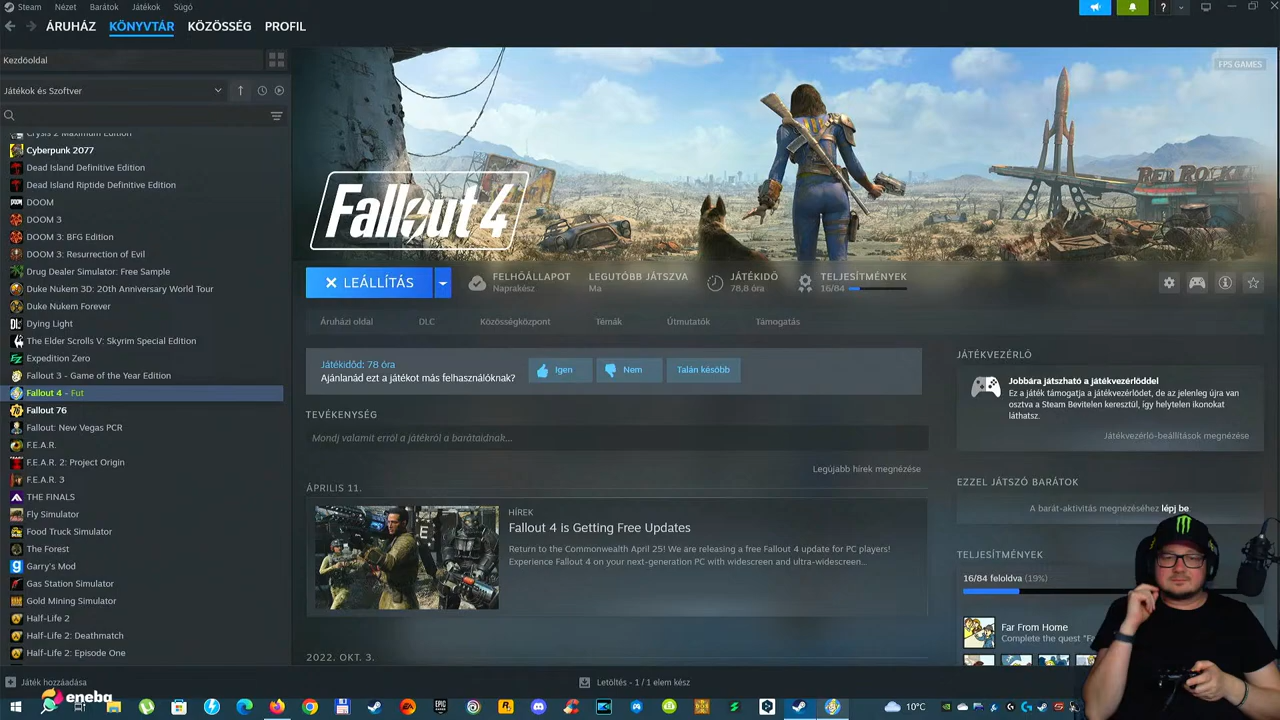 Steam Nézet Barátok Játékok Súgó
ÁRUHÁZ KÖNYVTÁR KÖZÖSSÉG PROFIL
Kezdőoldal
Játékok és Szoftver
Crysis 2 Maximum Edition
Cyberpunk 2077
Dead Island Definitive Edition
Dead Island Riptide Definitive Edition
DOOM
DOOM 3
DOOM 3: BFG Edition
DOOM 3: Resurrection of Evil
Drug Dealer Simulator: Free Sample
Duke Nukem 3D: 20th Anniversary World Tour
Duke Nukem Forever
Dying Light
The Elder Scrolls V: Skyrim Special Edition
Expedition Zero
Fallout 3 - Game of the Year Edition
Fallout 4 - Fut
Fallout 76
Fallout: New Vegas PCR
F.E.A.R.
F.E.A.R. 2: Project Origin
F.E.A.R. 3
THE FINALS
Fly Simulator
Food Truck Simulator
The Forest
Garry's Mod
Gas Station Simulator
Gold Mining Simulator
Half-Life 2
Half-Life 2: Deathmatch
Half-Life 2: Episode One
Játék hozzáadása
eneba
FPS GAMES
RED ROCKET
Fallout 4
LEÁLLÍTÁS
FELHŐÁLLAPOT
Naprakész
LEGUTÓBB JÁTSZVA
Ma
JÁTÉKIDŐ
78,8 óra
TELJESÍTMÉNYEK
16/84
Áruházi oldal DLC Közösségközpont Témák Útmutatók Támogatás
Játékidőd: 78 óra
Ajánlanád ezt a játékot más felhasználóknak?
Igen Nem Talán később
TEVÉKENYSÉG
Mondj valamit erről a játékról a barátaidnak...
Legújabb hírek megnézése
ÁPRILIS 11.
HÍREK
Fallout 4 is Getting Free Updates
Return to the Commonwealth April 25! We are releasing a free Fallout 4 update for PC players!
Experience Fallout 4 on your next-generation PC with widescreen and ultra-widescreen..
2022. OKT. 3.
JÁTÉKVEZÉRLŐ
Jobbára játszható a játékvezérlőddel
Ez a játék támogatja a játékvezérlődet, de az jelenleg újra van
osztva a Steam Bevitelen keresztül, így helytelen ikonokat
láthatsz.
Játékvezérlő-beállítások megnézése
EZZEL JÁTSZÓ BARÁTOK
A barát-aktivitás megnézéséhez lépj be
TELJESÍTMÉNYEK
16/84 feloldva (19%)
Far From Home
Complete the quest "Fa
Letöltés - 1 / 1 elem kész
10°C